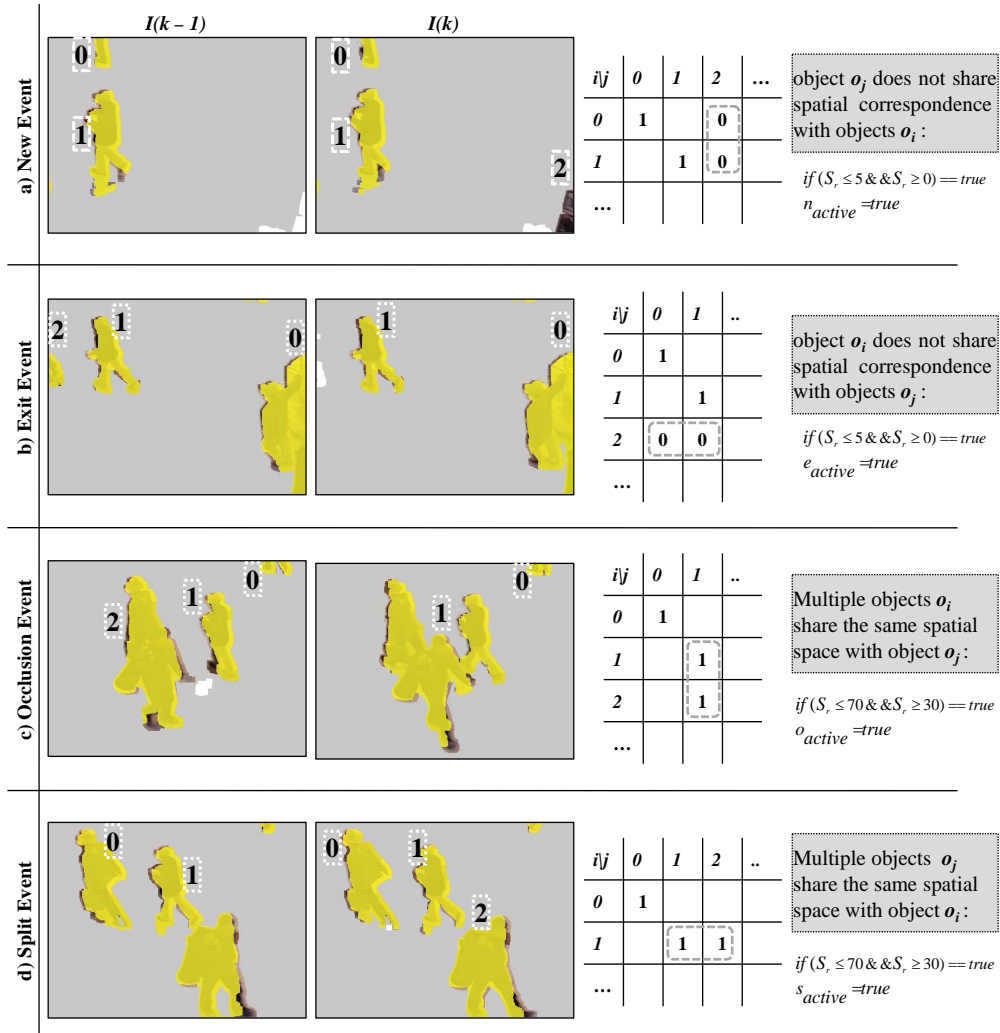 I(k – 1) I(k)
a) New Event
0
1
0
1
2
i\j 0 1 2 ...
0 1 0
1 1 0
...
object oj does not share
spatial correspondence
with objects oi :
if (Sr ≤ 5 & &Sr ≥ 0) == true
nactive =true
b) Exit Event
2 1 0
1 0
i\j 0 1 ..
0 1
1 1
2 0 0
...
object oi does not share
spatial correspondence
with objects oj :
if (Sr ≤ 5 & &Sr ≥ 0) == true
eactive =true
c) Occlusion Event
0
1
2
0
1
i\j 0 1 ..
0 1
1 1
2 1
...
Multiple objects oi
share the same spatial
space with object oj:
if (Sr ≤ 70 & &Sr ≥ 30) == true
oactive =true
d) Split Event
0
1
0 1
2
i\j 0 1 2 ..
0 1
1 1 1
...
Multiple objects oj
share the same spatial
space with object oi:
if (Sr ≤ 70 & &Sr ≥ 30) == true
sactive =true